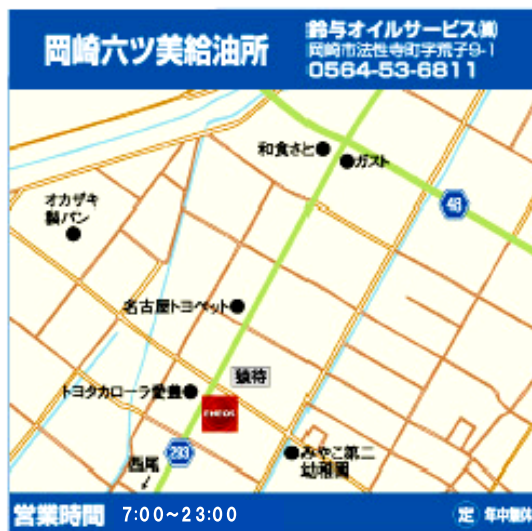 岡崎六ツ美給油所
鈴与オイルサービス㈱
岡崎市法性寺町字荒子9-1
0564-53-6811
和食さと
ガスト
オカザキ
製パン
48
名古屋トヨペット
トヨタカローラ愛豊
ENEOS
293
西尾
↓
みやこ第二
幼稚園
営業時間 7:00~23:00
定 年中無休